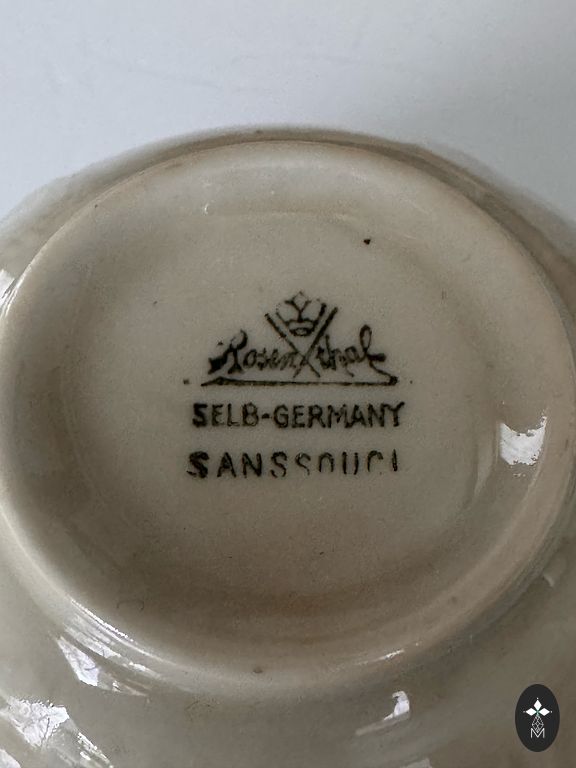 Rosenthal
SELB-GERMANY
SANSSOUCI
M